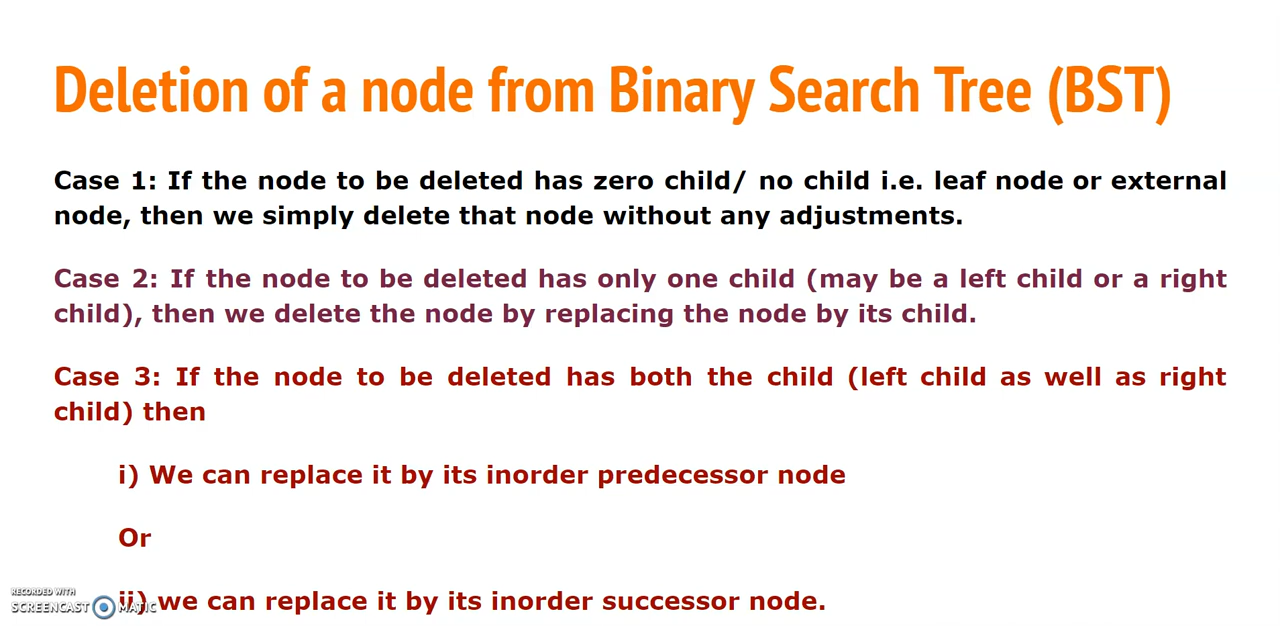 Deletion of a node from Binary Search Tree (BST)
Case 1: If the node to be deleted has zero child/ no child i.e. leaf node or external
node, then we simply delete that node without any adjustments.
Case 2: If the node to be deleted has only one child (may be a left child or a right
child), then we delete the node by replacing the node by its child.
Case 3: If the node to be deleted has both the child (left child as well as right
child) then
i) We can replace it by its inorder predecessor node
Or
ii) we can replace it by its inorder successor node.
RECORDED WITH
SCREENCAST MATIC